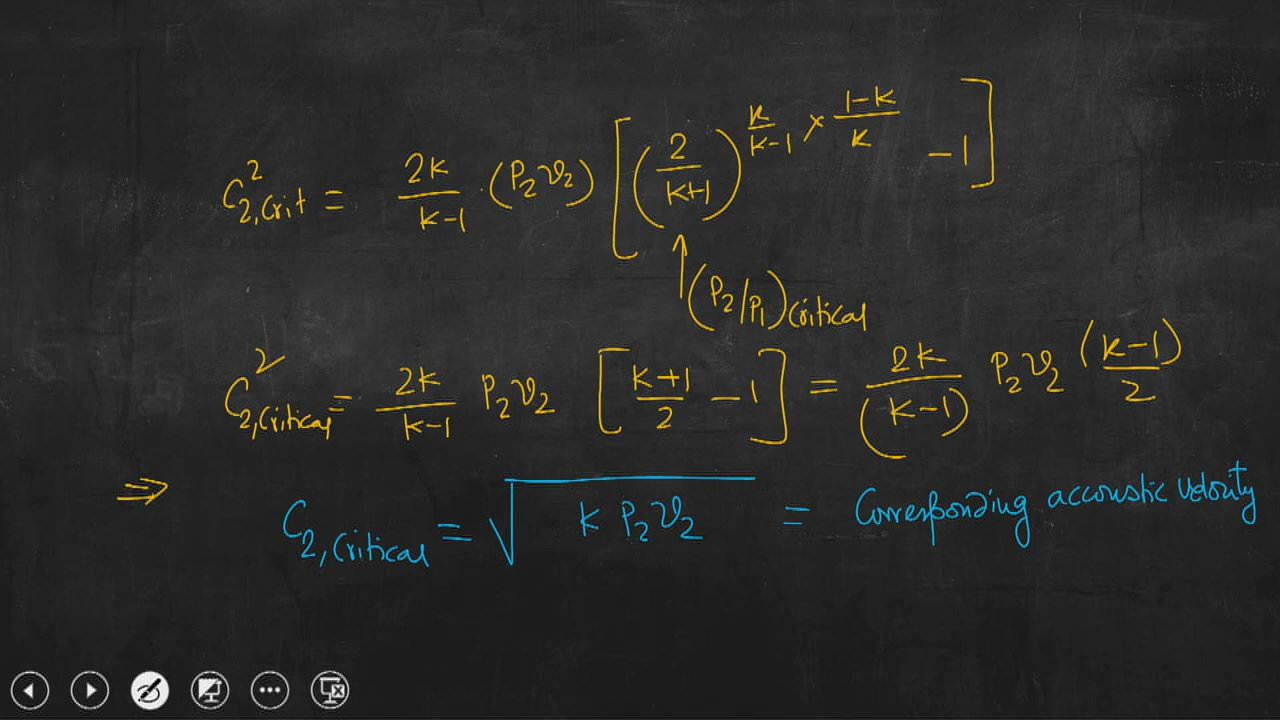 C²₂,Crit = 2k/(k-1) · (P₂v₂) [(2/(k+1))^(k/(k-1) × (1-k)/k) - 1]
↑(P₂/P₁)Critical
C²₂,Critical = 2k/(k-1) P₂v₂ [(k+1)/2 - 1] = 2k/(k-1) P₂v₂ (k-1)/2
⇒ C₂,Critical = √(k P₂v₂) = Corresponding accoustic velocity